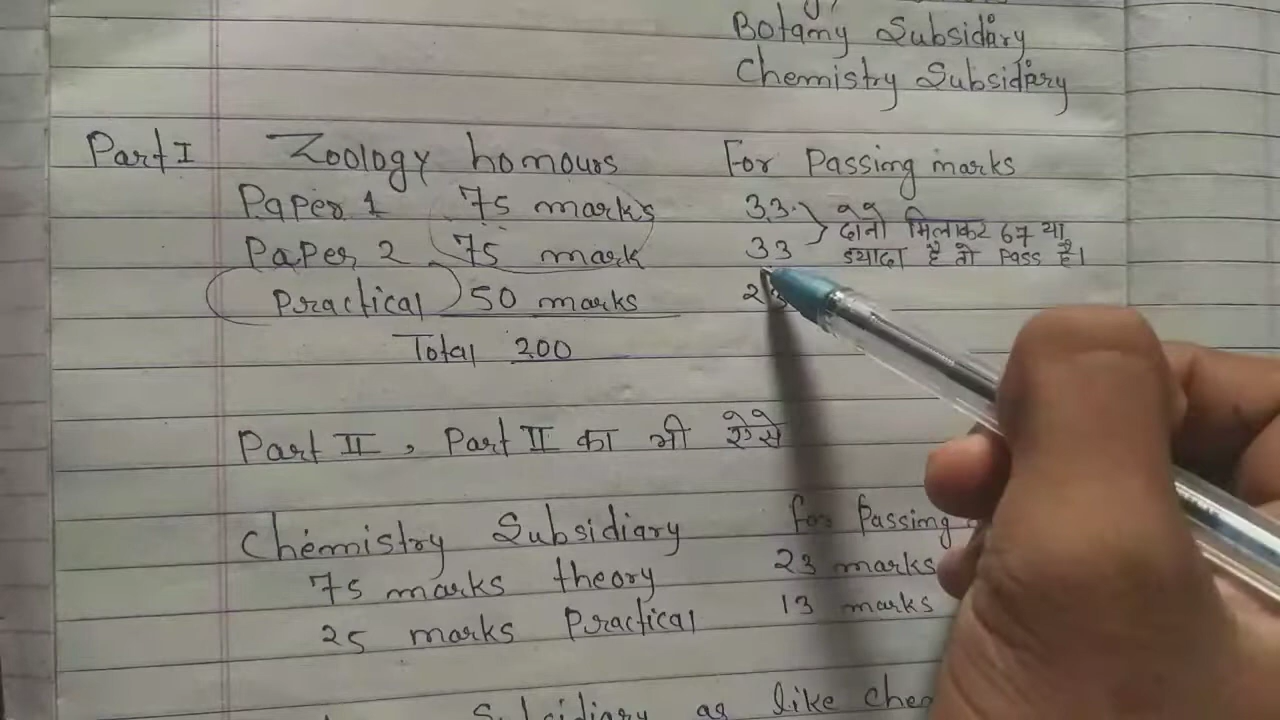 Botany Subsidiary
Chemistry Subsidiary
Part I Zoology honours For Passing marks
Paper 1 75 marks 33
Paper 2 75 mark 33
दोनो मिलाकर 67 या
ज्यादा है तो Pass है।
Practical 50 marks
Total 200
Part II , Part II का भी ऐसे
Chemistry Subsidiary for Passing
75 marks theory 23 marks
25 marks Practical 13 marks
Subsidiary as like